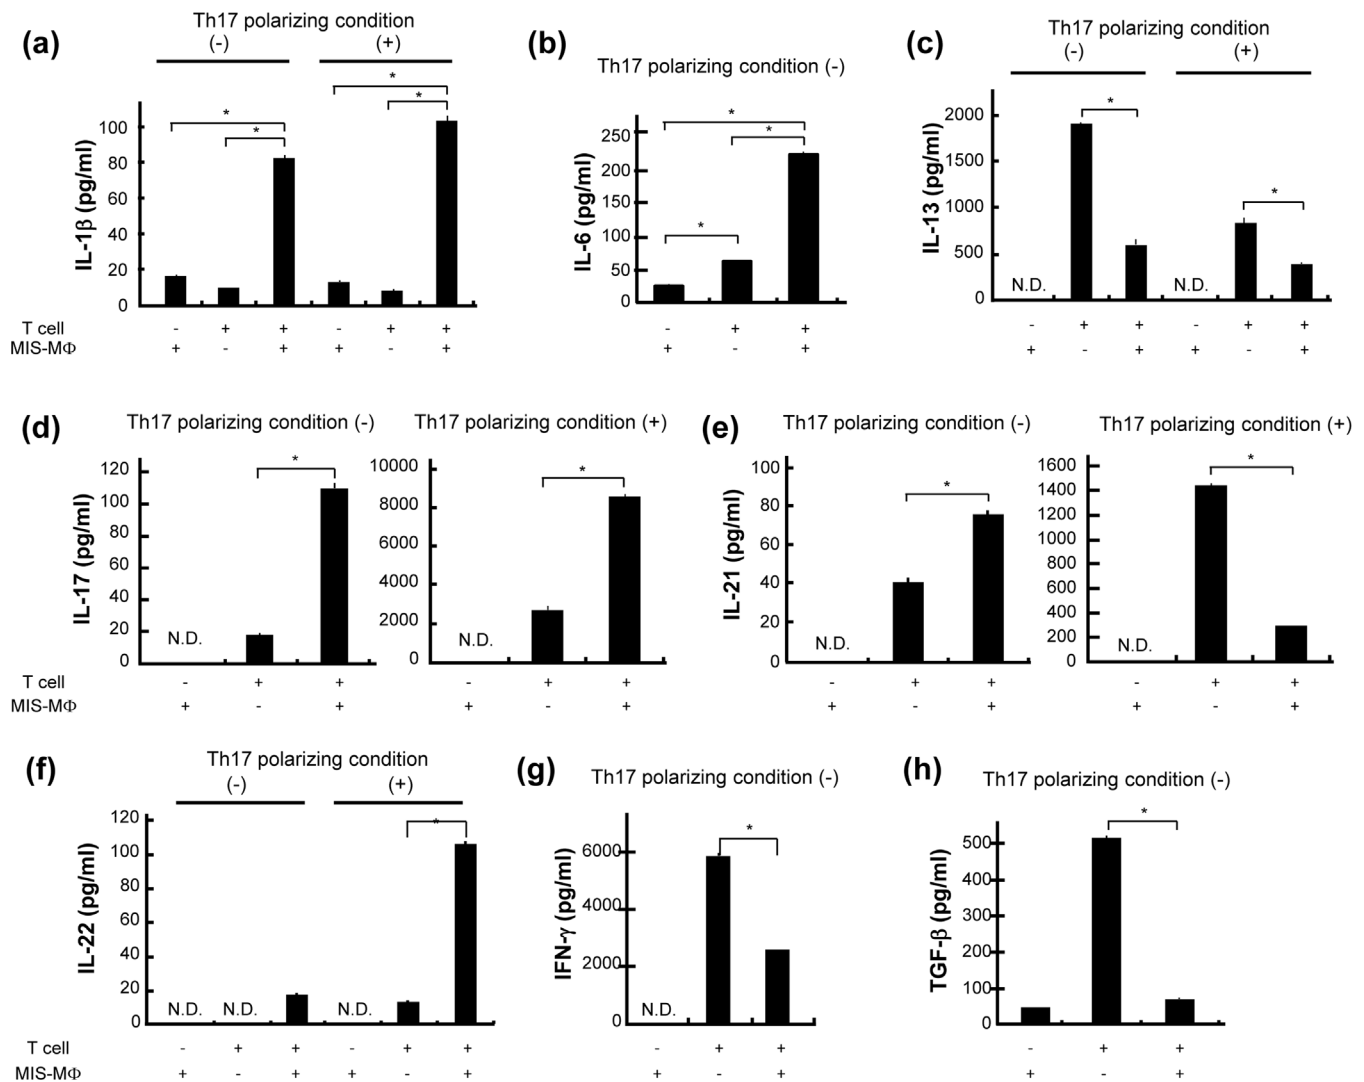 (a)
Th17 polarizing condition
(-) (+)
* * * *
IL-1β (pg/ml)
100
80
60
40
20
0
T cell - + + - + +
MIS-MΦ + - + + - +
(b)
Th17 polarizing condition (-)
* * *
IL-6 (pg/ml)
250
200
150
100
50
0
- + +
+ - +
(c)
Th17 polarizing condition
(-) (+)
* *
IL-13 (pg/ml)
2000
1500
1000
500
0
N.D. N.D.
- + + - + +
+ - + + - +
(d)
Th17 polarizing condition (-)
*
IL-17 (pg/ml)
120
100
80
60
40
20
0
N.D.
T cell - + +
MIS-MΦ + - +
Th17 polarizing condition (+)
*
10000
8000
6000
4000
2000
0
N.D.
- + +
+ - +
(e)
Th17 polarizing condition (-)
*
IL-21 (pg/ml)
100
80
60
40
20
0
N.D.
- + +
+ - +
Th17 polarizing condition (+)
*
1600
1400
1200
1000
800
600
400
200
0
N.D.
- + +
+ - +
(f)
Th17 polarizing condition
(-) (+)
*
IL-22 (pg/ml)
120
100
80
60
40
20
0
N.D. N.D. N.D.
T cell - + + - + +
MIS-MΦ + - + + - +
(g)
Th17 polarizing condition (-)
*
IFN-γ (pg/ml)
6000
4000
2000
0
N.D.
- + +
+ - +
(h)
Th17 polarizing condition (-)
*
TGF-β (pg/ml)
500
400
300
200
100
0
- + +
+ - +